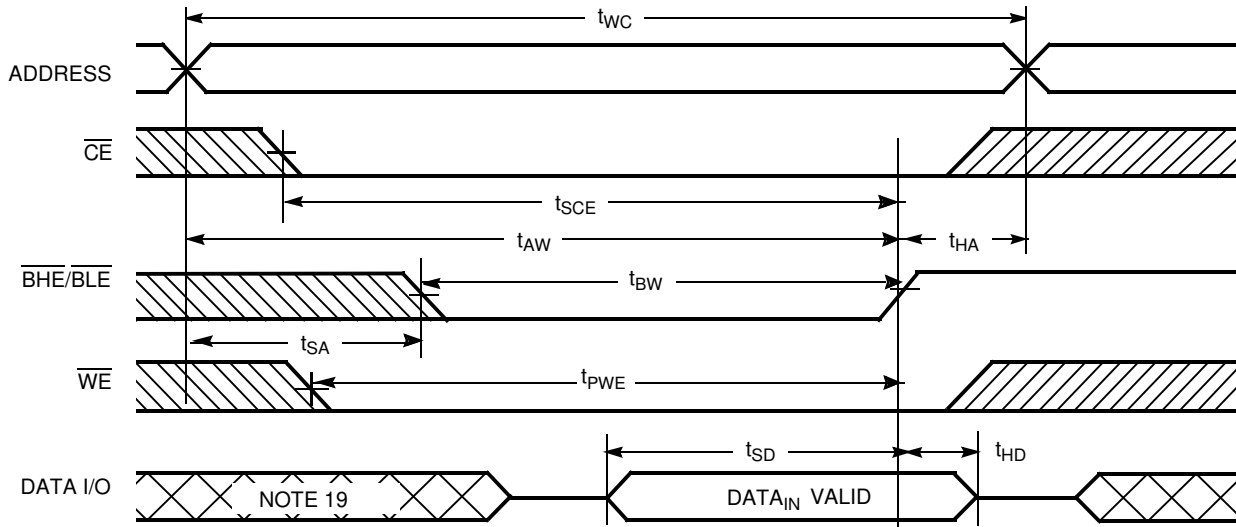 tWC
ADDRESS
CE
tSCE
tAW
tHA
BHE/BLE
tBW
tSA
WE
tPWE
tSD
tHD
DATA I/O
NOTE 19
DATAIN VALID